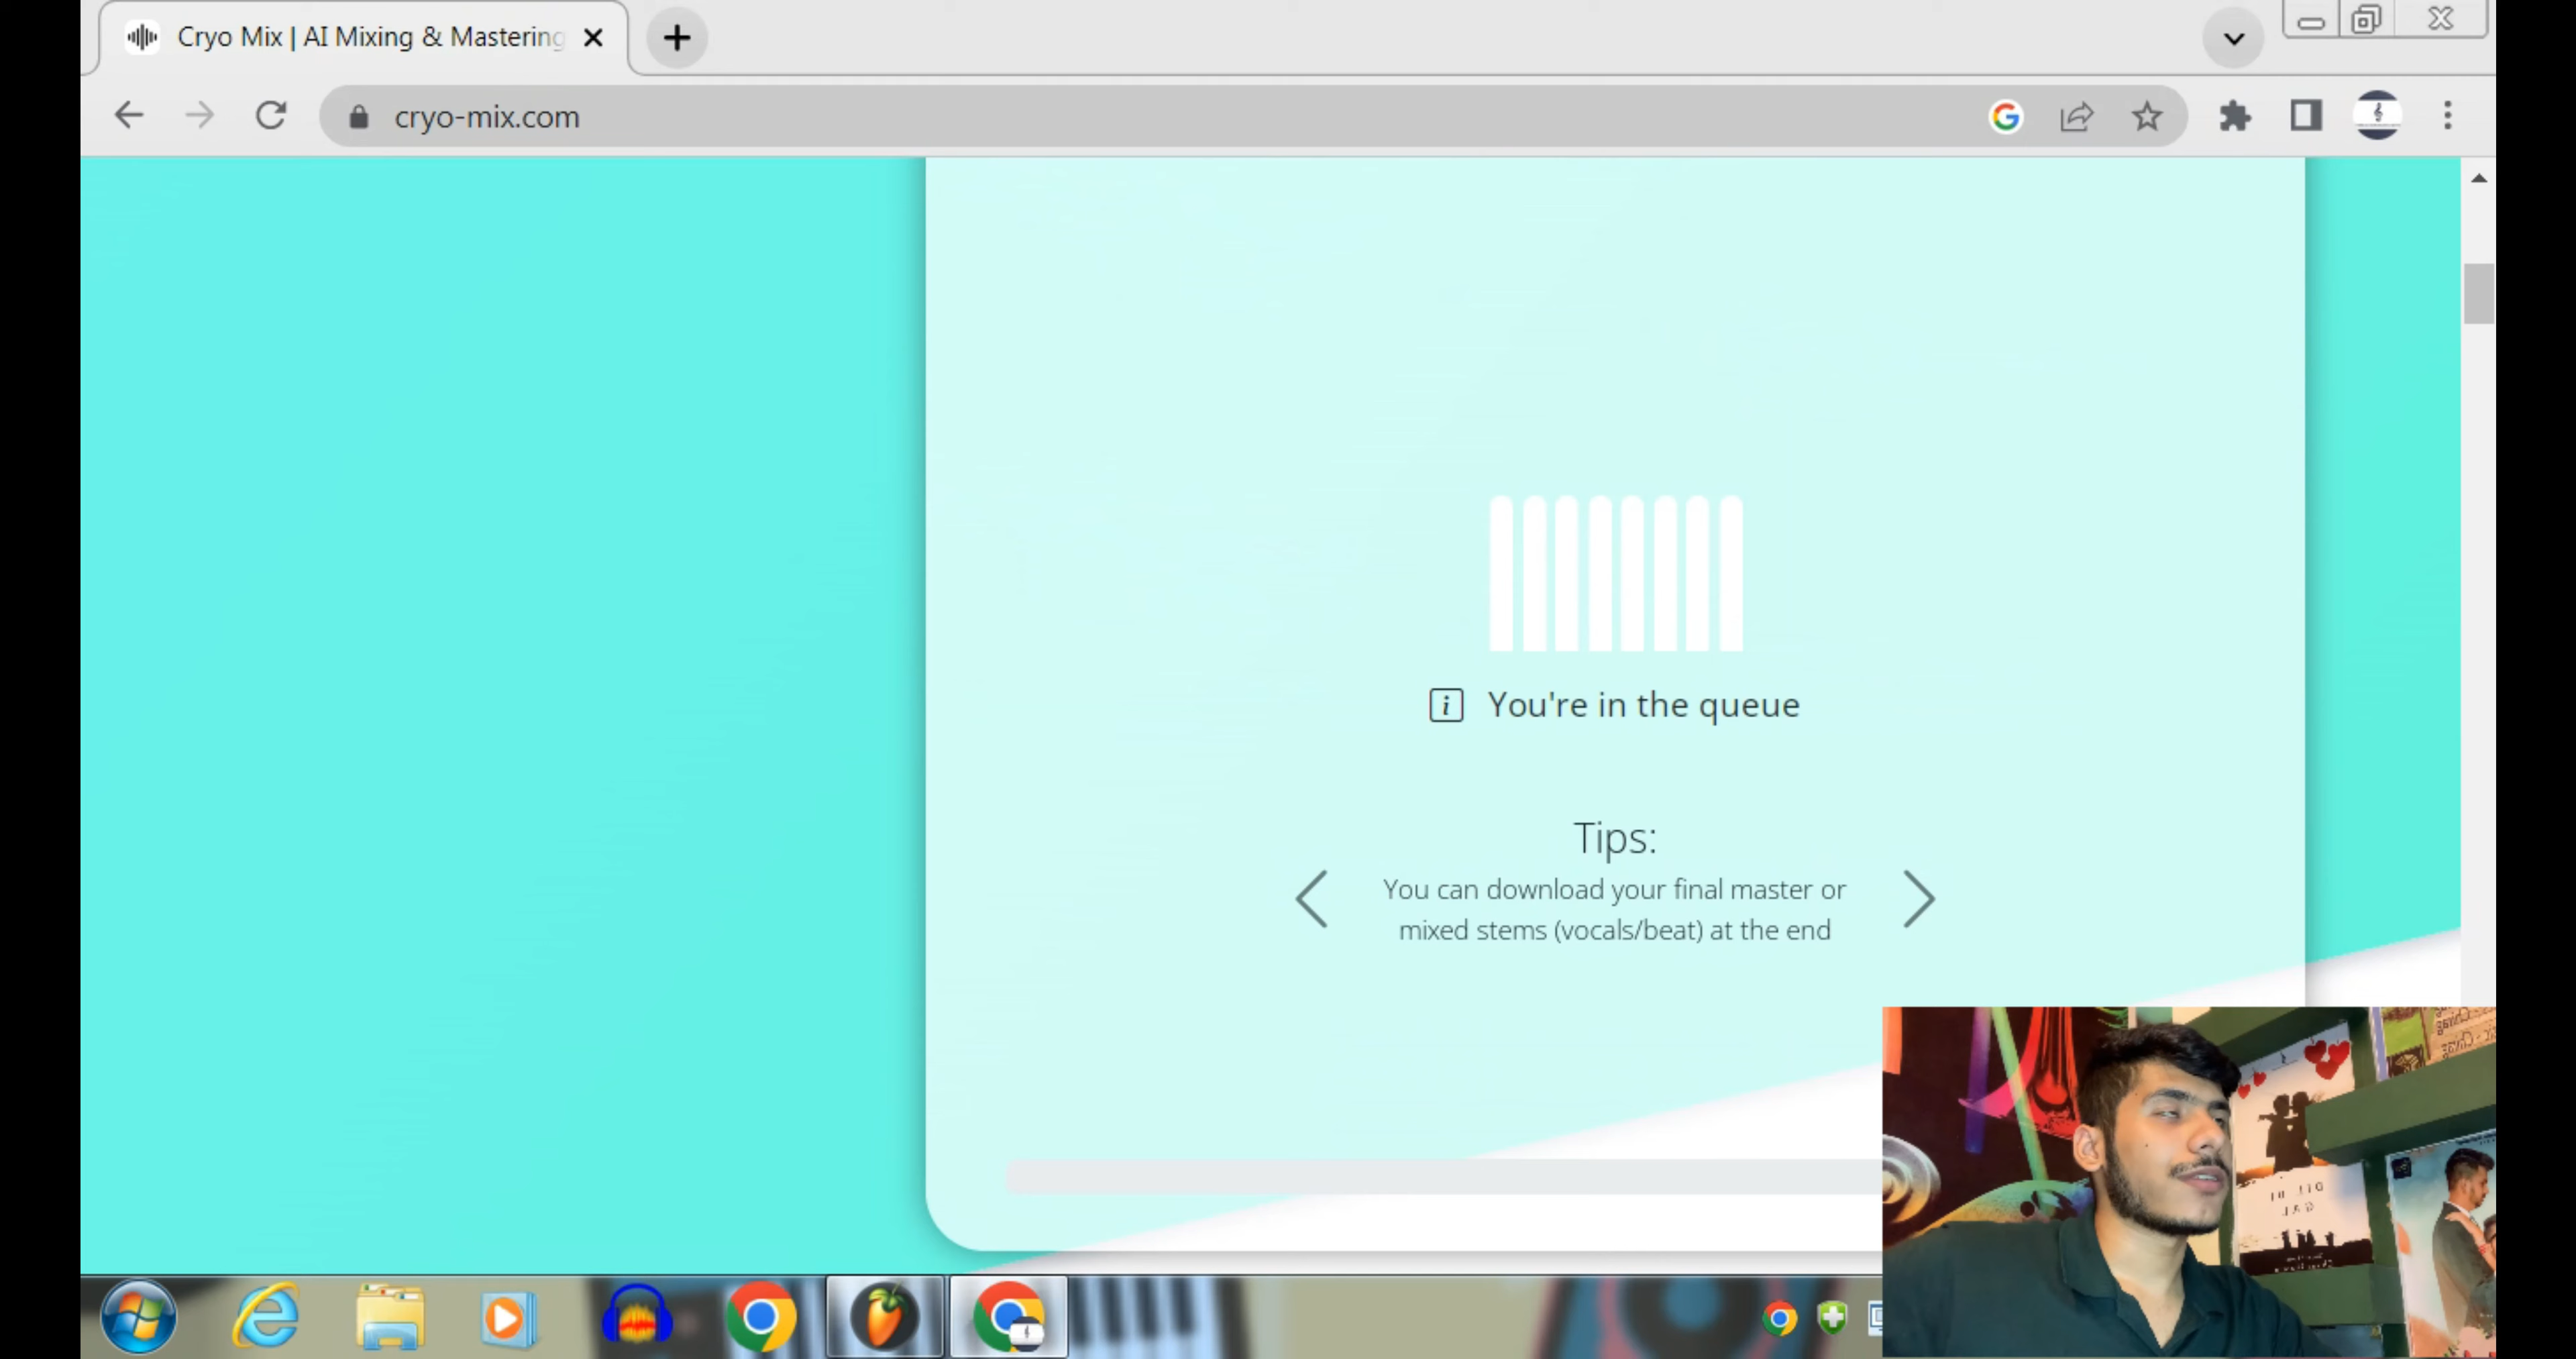 Cryo Mix | AI Mixing & Mastering
cryo-mix.com
You're in the queue
Tips:
You can download your final master or
mixed stems (vocals/beat) at the end